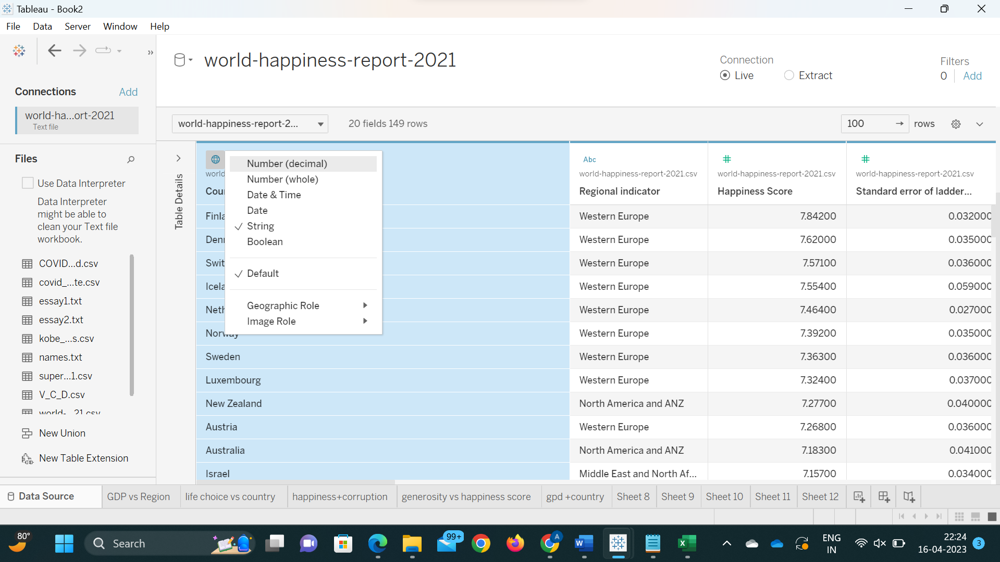 Tableau - Book2
File Data Server Window Help
world-happiness-report-2021
Connection
Live Extract
Filters
0 Add
Connections Add
world-ha...ort-2021
Text file
world-happiness-report-2...
20 fields 149 rows
100 → rows
Files
Use Data Interpreter
Data Interpreter
might be able to
clean your Text file
workbook.
COVID...d.csv
covid_...te.csv
essay1.txt
essay2.txt
kobe_...s.csv
names.txt
super...1.csv
V_C_D.csv
world-...21.csv
New Union
New Table Extension
Table Details
world
Cou
Finla
Den
Swit
Icela
Neth
Norway
Sweden
Luxembourg
New Zealand
Austria
Australia
Israel
Number (decimal)
Number (whole)
Date & Time
Date
String
Boolean
Default
Geographic Role
Image Role
Abc
world-happiness-report-2021.csv
Regional indicator
Western Europe
Western Europe
Western Europe
Western Europe
Western Europe
Western Europe
Western Europe
Western Europe
North America and ANZ
Western Europe
North America and ANZ
Middle East and North Af...
#
world-happiness-report-2021.csv
Happiness Score
7.84200
7.62000
7.57100
7.55400
7.46400
7.39200
7.36300
7.32400
7.27700
7.26800
7.18300
7.15700
#
world-happiness-report-2021.csv
Standard error of ladder...
0.032000
0.035000
0.036000
0.059000
0.027000
0.035000
0.036000
0.037000
0.040000
0.036000
0.041000
0.034000
Data Source GDP vs Region life choice vs country happiness+corruption generosity vs happiness score gpd +country Sheet 8 Sheet 9 Sheet 10 Sheet 11 Sheet 12
80°
Search
99+
A
W
X
ENG
IN
22:24
16-04-2023
3